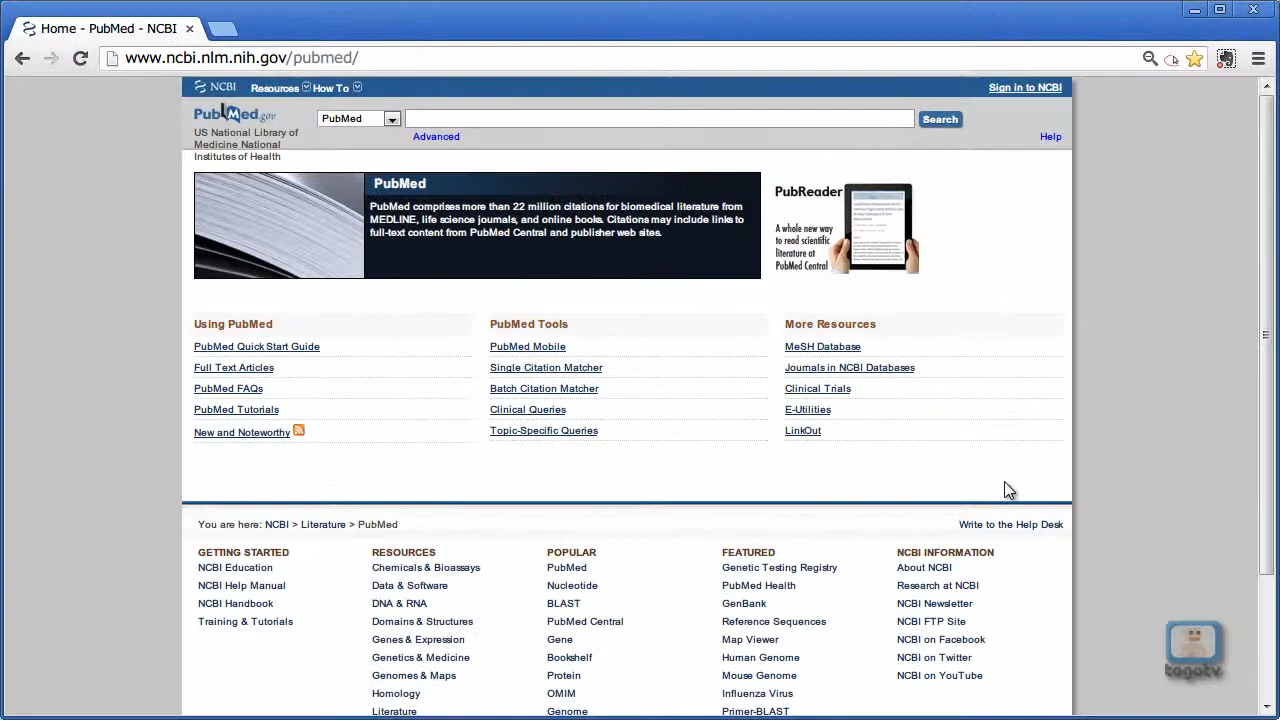 Home - PubMed - NCBI
www.ncbi.nlm.nih.gov/pubmed/
NCBI Resources How To Sign in to NCBI
PubMed.gov
US National Library of
Medicine National
Institutes of Health
PubMed Search
Advanced Help
PubMed
PubMed comprises more than 22 million citations for biomedical literature from
MEDLINE, life science journals, and online books. Citations may include links to
full-text content from PubMed Central and publisher web sites.
PubReader
A whole new way
to read scientific
literature at
PubMed Central
Using PubMed
PubMed Quick Start Guide
Full Text Articles
PubMed FAQs
PubMed Tutorials
New and Noteworthy
PubMed Tools
PubMed Mobile
Single Citation Matcher
Batch Citation Matcher
Clinical Queries
Topic-Specific Queries
More Resources
MeSH Database
Journals in NCBI Databases
Clinical Trials
E-Utilities
LinkOut
You are here: NCBI > Literature > PubMed Write to the Help Desk
GETTING STARTED
NCBI Education
NCBI Help Manual
NCBI Handbook
Training & Tutorials
RESOURCES
Chemicals & Bioassays
Data & Software
DNA & RNA
Domains & Structures
Genes & Expression
Genetics & Medicine
Genomes & Maps
Homology
Literature
POPULAR
PubMed
Nucleotide
BLAST
PubMed Central
Gene
Bookshelf
Protein
OMIM
Genome
FEATURED
Genetic Testing Registry
PubMed Health
GenBank
Reference Sequences
Map Viewer
Human Genome
Mouse Genome
Influenza Virus
Primer-BLAST
NCBI INFORMATION
About NCBI
Research at NCBI
NCBI Newsletter
NCBI FTP Site
NCBI on Facebook
NCBI on Twitter
NCBI on YouTube
togotv